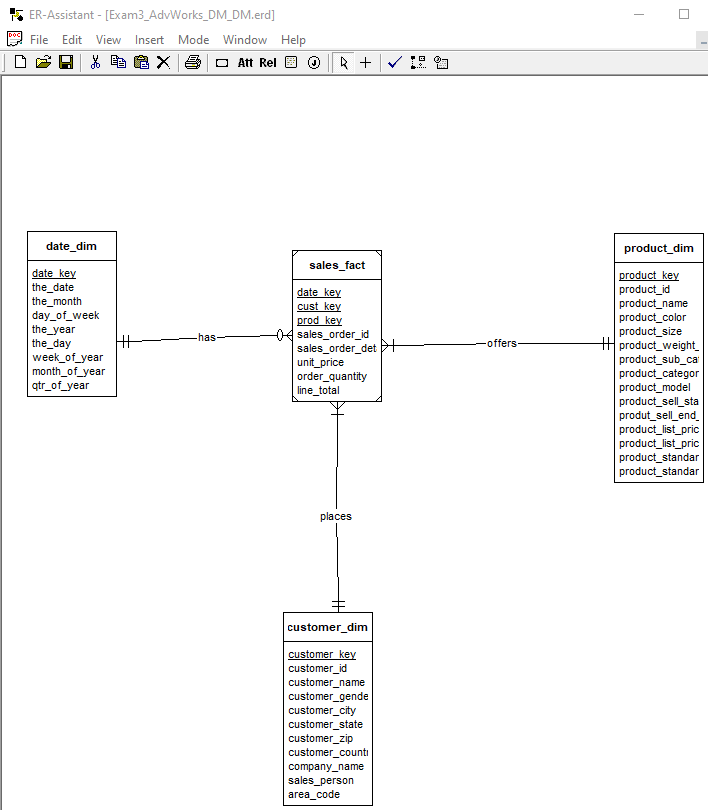 ER-Assistant - [Exam3_AdvWorks_DM_DM.erd]
File Edit View Insert Mode Window Help
Att Rel
date_dim
date_key
the_date
the_month
day_of_week
the_year
the_day
week_of_year
month_of_year
qtr_of_year
has
sales_fact
date_key
cust_key
prod_key
sales_order_id
sales_order_det
unit_price
order_quantity
line_total
offers
product_dim
product_key
product_id
product_name
product_color
product_size
product_weight_
product_sub_ca
product_categor
product_model
product_sell_sta
produt_sell_end_
product_list_pric
product_list_pric
product_standar
product_standar
places
customer_dim
customer_key
customer_id
customer_name
customer_gende
customer_city
customer_state
customer_zip
customer_countr
company_name
sales_person
area_code